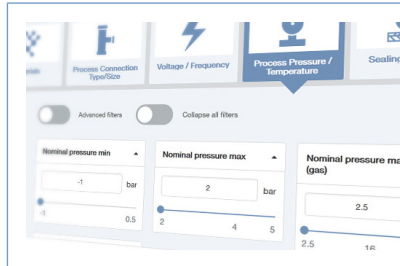 Process Connection
Type/Size
Voltage / Frequency
Process Pressure /
Temperature
Sealing
Advanced filters
Collapse all filters
Nominal pressure min
-1
bar
-1
0.5
Nominal pressure max
2
bar
2
4
5
Nominal pressure ma
(gas)
2.5
2.5
16